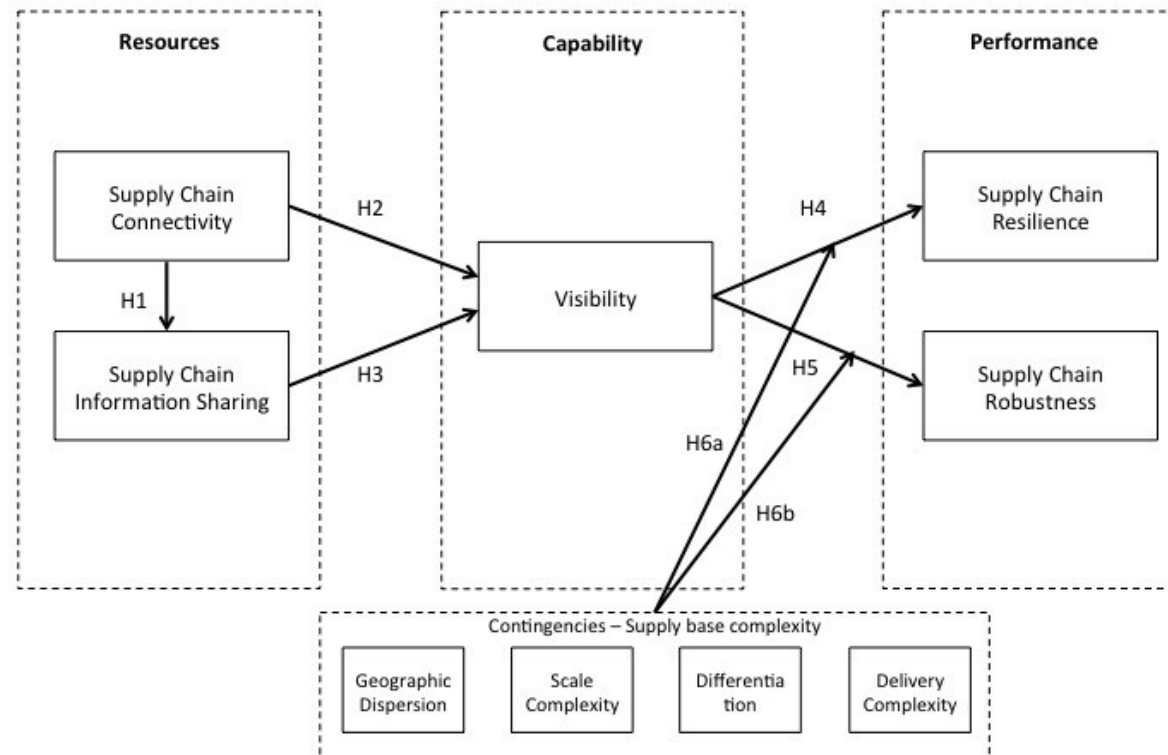 Resources
Capability
Performance
Supply Chain
Connectivity
H1
Supply Chain
Information Sharing
H2
H3
Visibility
H4
H5
Supply Chain
Resilience
Supply Chain
Robustness
H6a
H6b
Contingencies – Supply base complexity
Geographic
Dispersion
Scale
Complexity
Differentia
tion
Delivery
Complexity